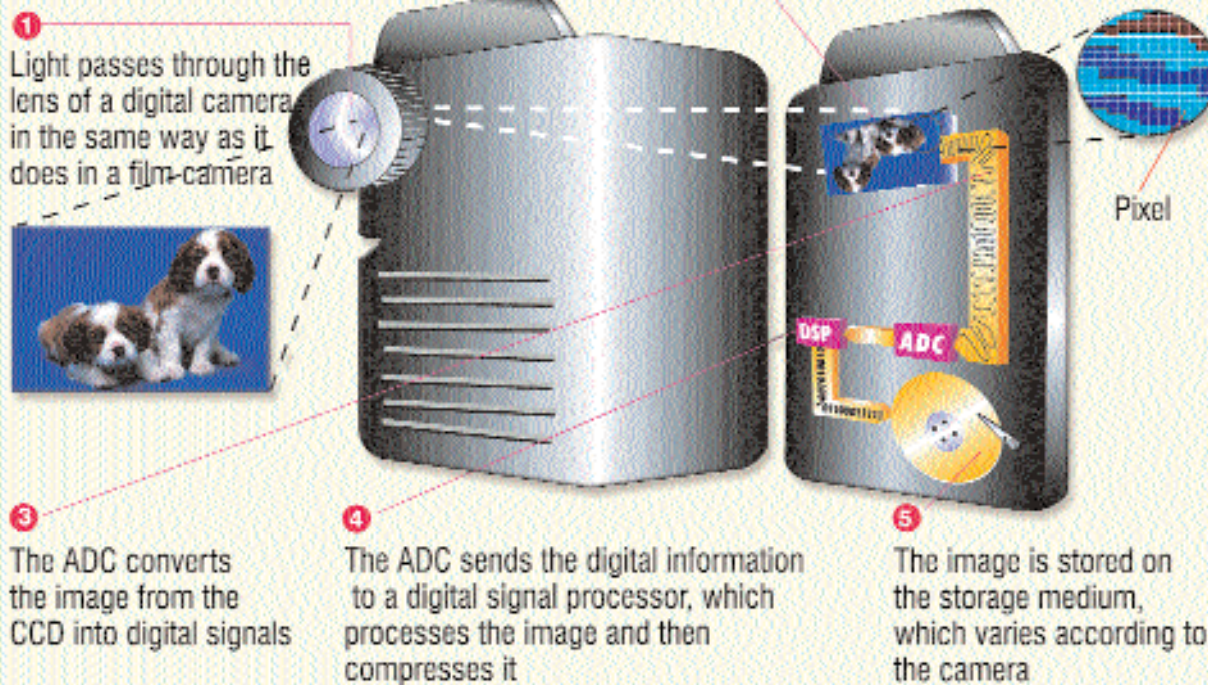 1
Light passes through the
lens of a digital camera
in the same way as it
does in a film-camera
Pixel
DSP
ADC
3
The ADC converts
the image from the
CCD into digital signals
4
The ADC sends the digital information
to a digital signal processor, which
processes the image and then
compresses it
5
The image is stored on
the storage medium,
which varies according to
the camera